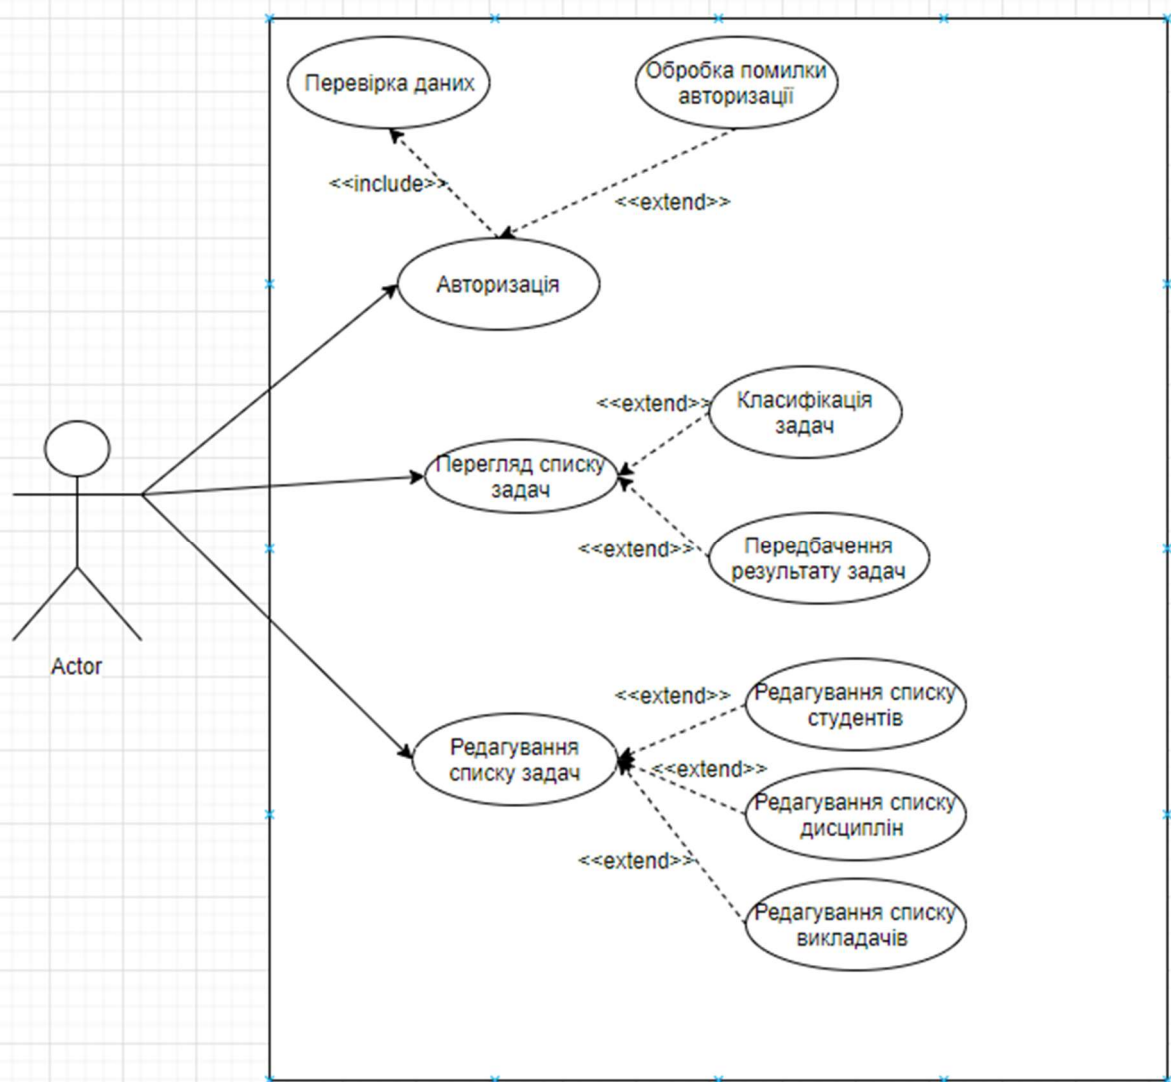 Перевірка даних
Обробка помилки
авторизації
<<include>>
<<extend>>
Авторизація
<<extend>>
Класифікація
задач
Перегляд списку
задач
<<extend>>
Передбачення
результату задач
Actor
<<extend>>
Редагування списку
студентів
Редагування
списку задач
<<extend>>
Редагування списку
дисциплін
<<extend>>
Редагування списку
викладачів